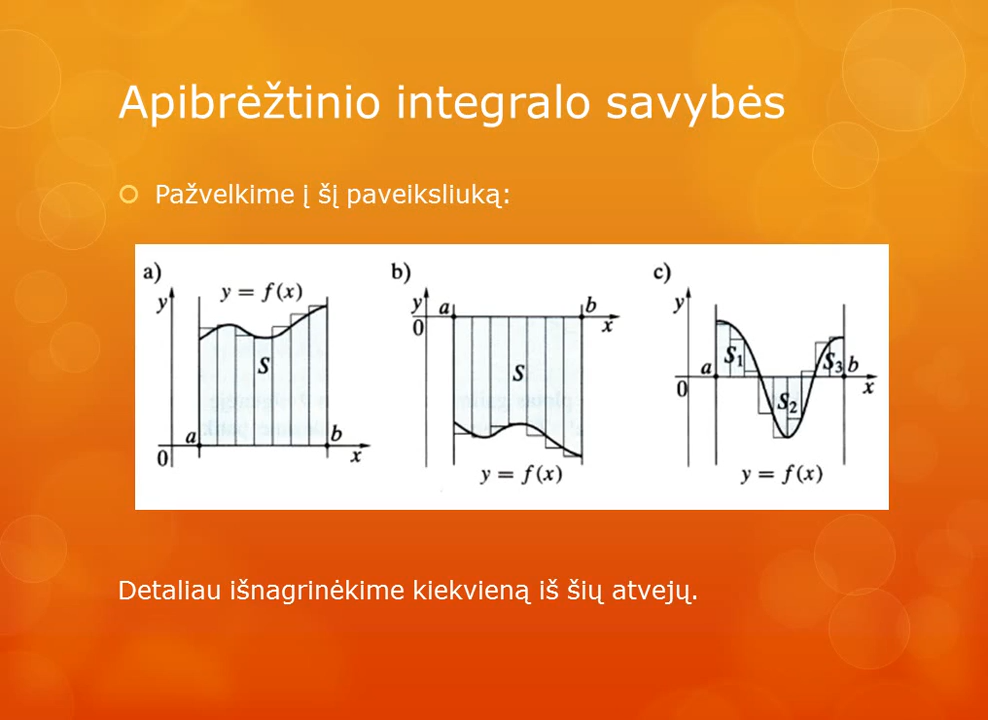 Apibrėžtinio integralo savybės
Pažvelkime į šį paveiksliuką:
a)
y = f(x)
y
S
a
b
0
x
b)
y
a
b
0
x
S
y = f(x)
c)
y
S₁
a
S₃
b
0
x
S₂
y = f(x)
Detaliau išnagrinėkime kiekvieną iš šių atvejų.